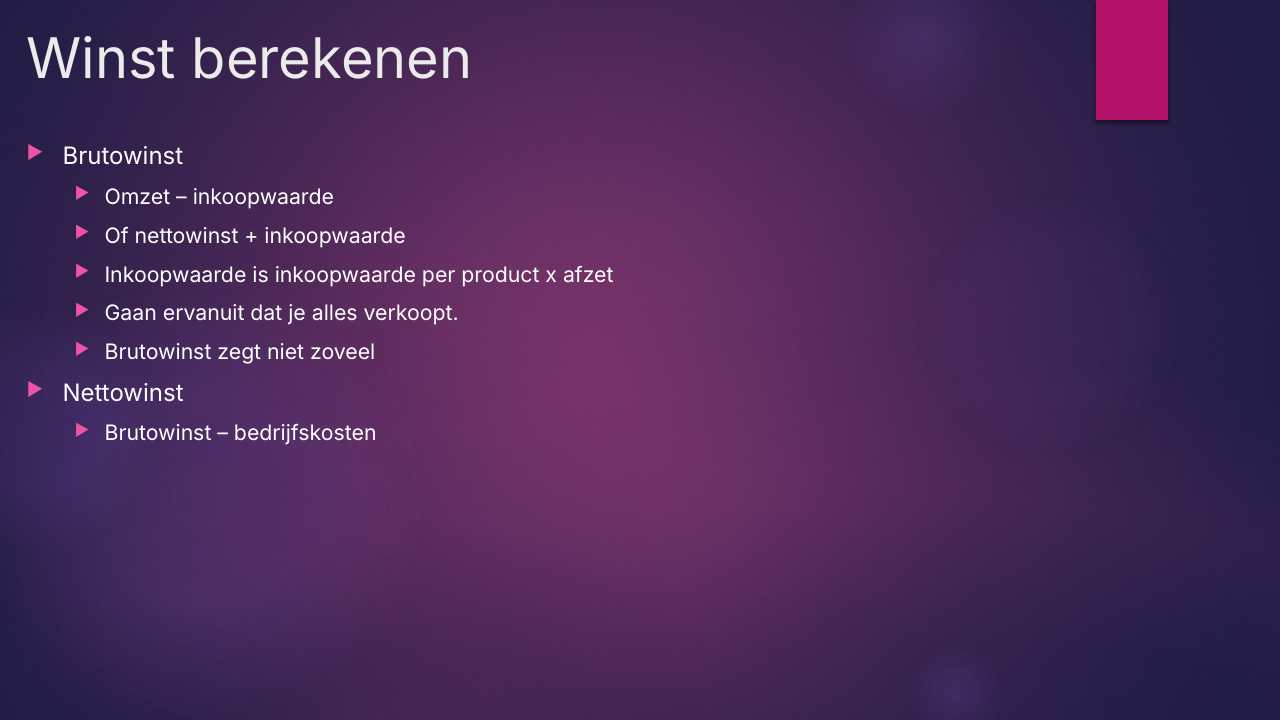 Winst berekenen
Brutowinst
Omzet – inkoopwaarde
Of nettowinst + inkoopwaarde
Inkoopwaarde is inkoopwaarde per product x afzet
Gaan ervanuit dat je alles verkoopt.
Brutowinst zegt niet zoveel
Nettowinst
Brutowinst – bedrijfskosten